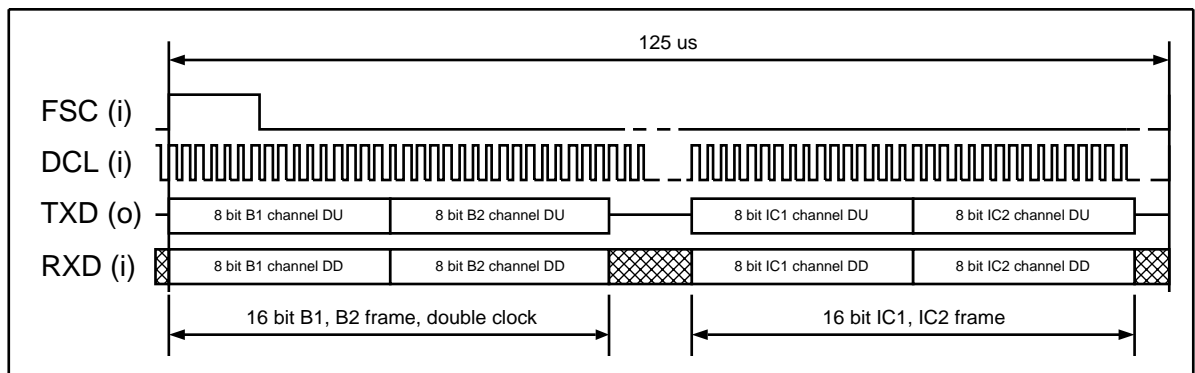 125 us
FSC (i)
DCL (i)
TXD (o)
8 bit B1 channel DU
8 bit B2 channel DU
8 bit IC1 channel DU
8 bit IC2 channel DU
RXD (i)
8 bit B1 channel DD
8 bit B2 channel DD
8 bit IC1 channel DD
8 bit IC2 channel DD
16 bit B1, B2 frame, double clock
16 bit IC1, IC2 frame